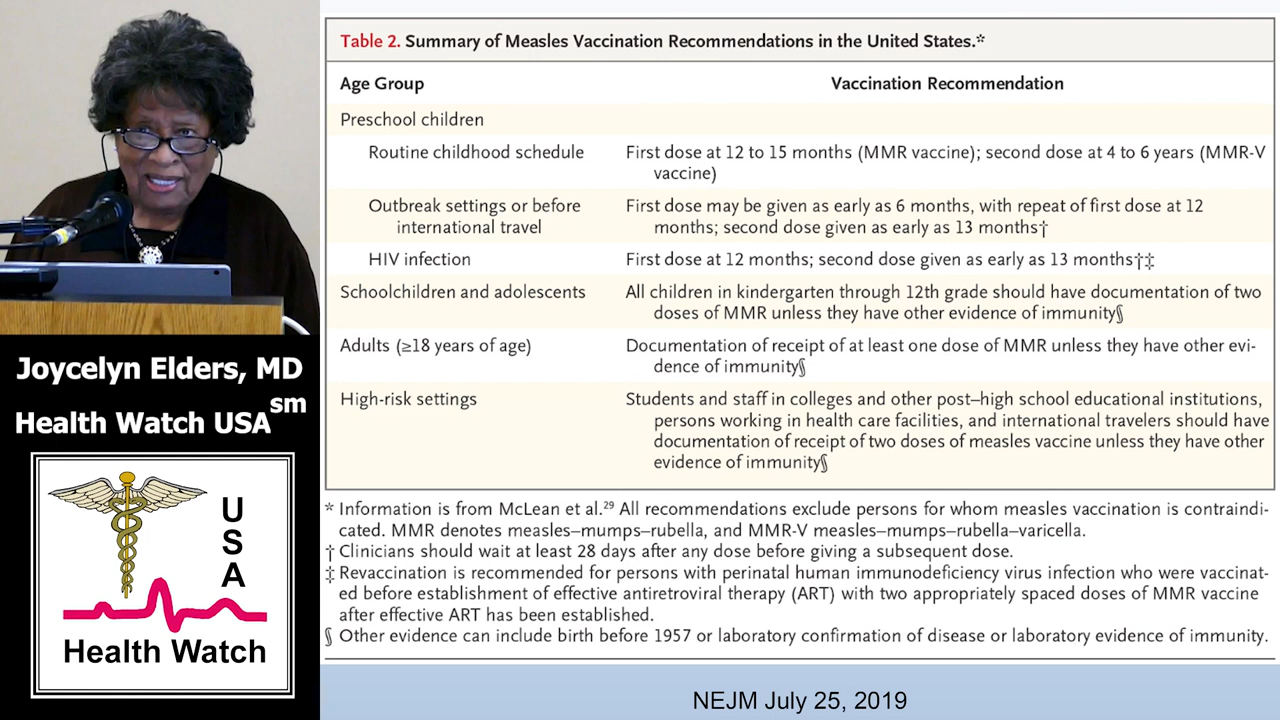 Joycelyn Elders, MD
Health Watch USA sm
U
S
A
Health Watch
Table 2. Summary of Measles Vaccination Recommendations in the United States.*
Age Group Vaccination Recommendation
Preschool children
Routine childhood schedule First dose at 12 to 15 months (MMR vaccine); second dose at 4 to 6 years (MMR-V
vaccine)
Outbreak settings or before First dose may be given as early as 6 months, with repeat of first dose at 12
international travel months; second dose given as early as 13 months†
HIV infection First dose at 12 months; second dose given as early as 13 months†‡
Schoolchildren and adolescents All children in kindergarten through 12th grade should have documentation of two
doses of MMR unless they have other evidence of immunity§
Adults (≥18 years of age) Documentation of receipt of at least one dose of MMR unless they have other evi-
dence of immunity§
High-risk settings Students and staff in colleges and other post–high school educational institutions,
persons working in health care facilities, and international travelers should have
documentation of receipt of two doses of measles vaccine unless they have other
evidence of immunity§
* Information is from McLean et al.29 All recommendations exclude persons for whom measles vaccination is contraindi-
cated. MMR denotes measles–mumps–rubella, and MMR-V measles–mumps–rubella–varicella.
† Clinicians should wait at least 28 days after any dose before giving a subsequent dose.
‡ Revaccination is recommended for persons with perinatal human immunodeficiency virus infection who were vaccinat-
ed before establishment of effective antiretroviral therapy (ART) with two appropriately spaced doses of MMR vaccine
after effective ART has been established.
§ Other evidence can include birth before 1957 or laboratory confirmation of disease or laboratory evidence of immunity.
NEJM July 25, 2019